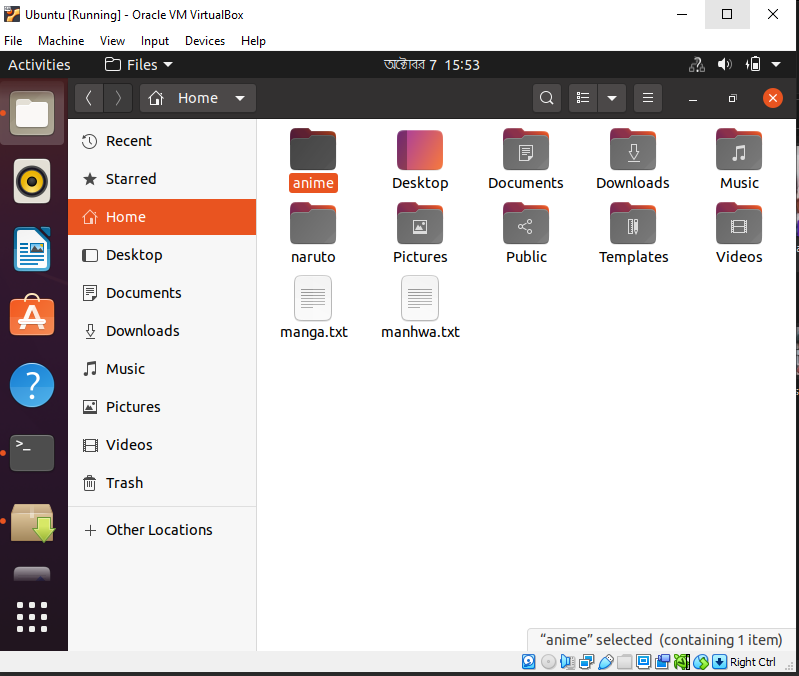 Ubuntu [Running] - Oracle VM VirtualBox
File Machine View Input Devices Help
Activities Files অক্টোবর 7 15:53
Home
Recent
Starred
Home
Desktop
Documents
Downloads
Music
Pictures
Videos
Trash
Other Locations
anime Desktop Documents Downloads Music
naruto Pictures Public Templates Videos
manga.txt manhwa.txt
“anime” selected (containing 1 item)
Right Ctrl